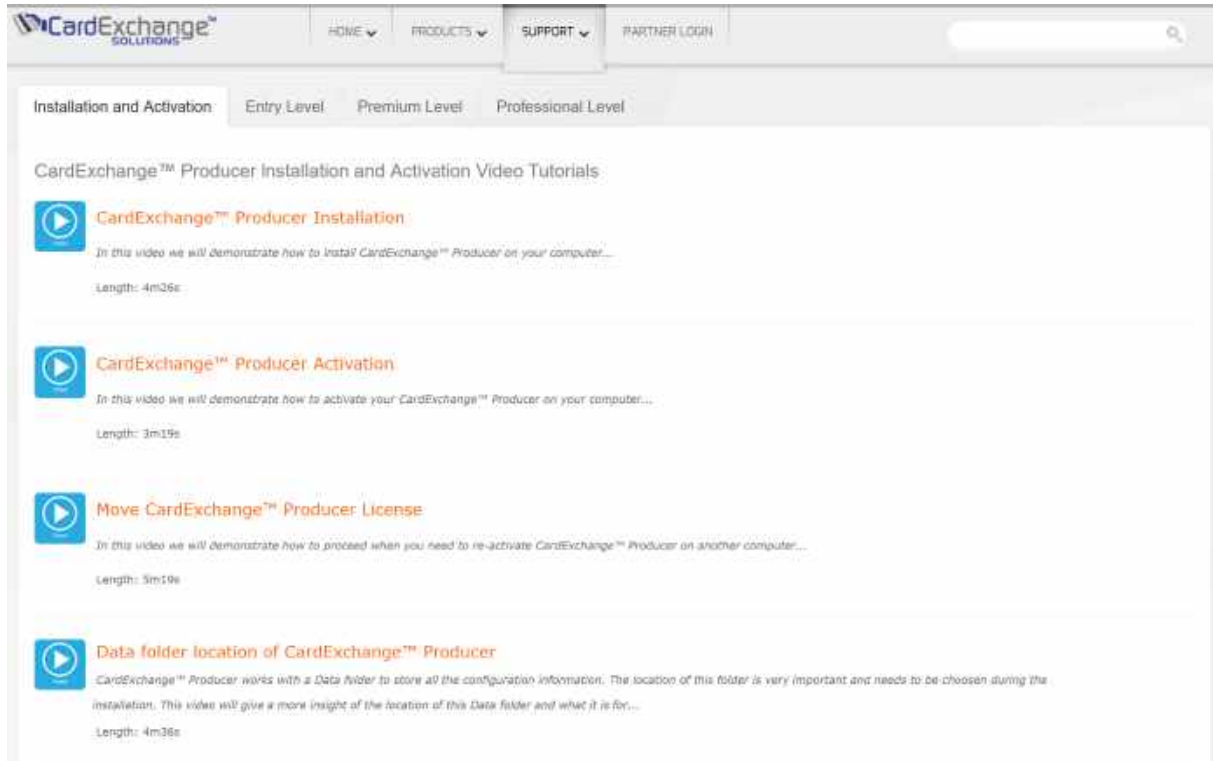 CardExchange™
SOLUTIONS
HOME
PRODUCTS
SUPPORT
PARTNER LOGIN
Installation and Activation
Entry Level
Premium Level
Professional Level
CardExchange™ Producer Installation and Activation Video Tutorials
CardExchange™ Producer Installation
In this video we will demonstrate how to install CardExchange™ Producer on your computer...
Length: 4m26s
CardExchange™ Producer Activation
In this video we will demonstrate how to activate your CardExchange™ Producer on your computer...
Length: 3m19s
Move CardExchange™ Producer License
In this video we will demonstrate how to proceed when you need to re-activate CardExchange™ Producer on another computer...
Length: 5m19s
Data folder location of CardExchange™ Producer
CardExchange™ Producer works with a Data folder to store all the configuration information. The location of this folder is very important and needs to be choosen during the
installation. This video will give a more insight of the location of this Data folder and what it is for...
Length: 4m36s